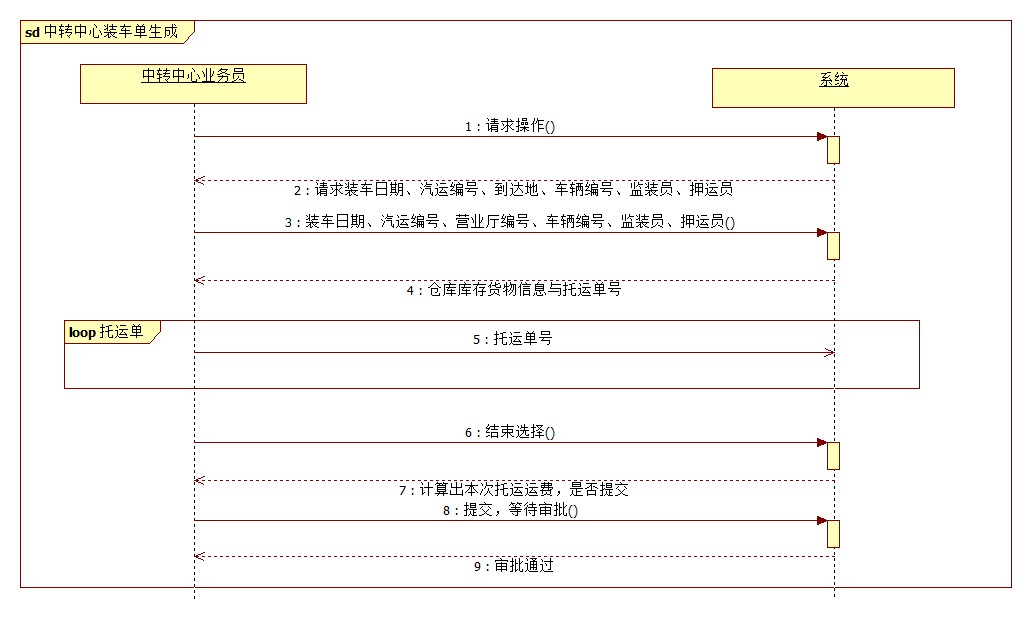 sd 中转中心装车单生成
中转中心业务员
系统
1 : 请求操作()
2 : 请求装车日期、汽运编号、到达地、车辆编号、监装员、押运员
3 : 装车日期、汽运编号、营业厅编号、车辆编号、监装员、押运员()
4 : 仓库库存货物信息与托运单号
loop 托运单
5 : 托运单号
6 : 结束选择()
7 : 计算出本次托运运费，是否提交
8 : 提交，等待审批()
9 : 审批通过